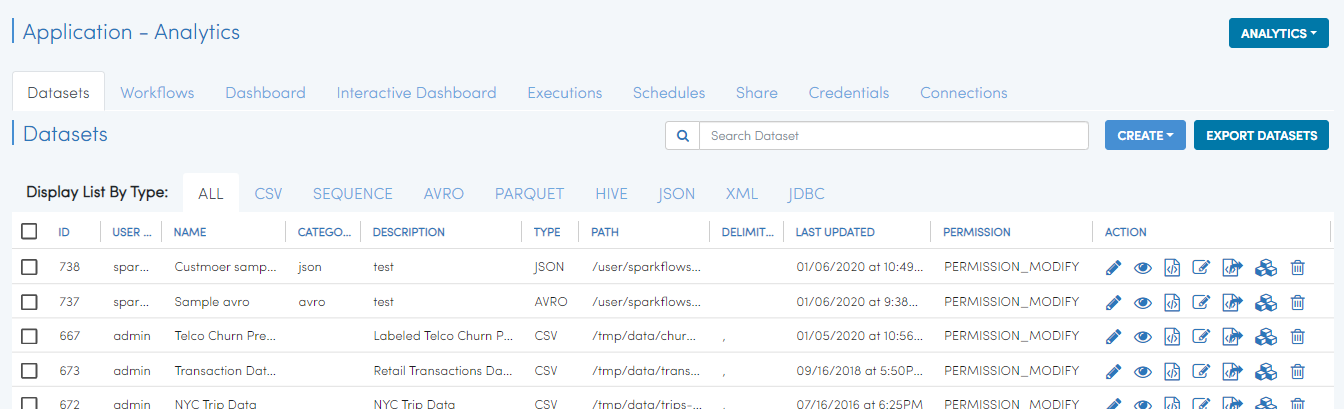 Application - Analytics
ANALYTICS
Datasets Workflows Dashboard Interactive Dashboard Executions Schedules Share Credentials Connections
Datasets
Search Dataset
CREATE
EXPORT DATASETS
Display List By Type: ALL CSV SEQUENCE AVRO PARQUET HIVE JSON XML JDBC
ID USER ... NAME CATEGO... DESCRIPTION TYPE PATH DELIMIT... LAST UPDATED PERMISSION ACTION
738 spar... Custmoer samp... json test JSON /user/sparkflows... 01/06/2020 at 10:49... PERMISSION_MODIFY
737 spar... Sample avro avro test AVRO /user/sparkflows... 01/06/2020 at 9:38... PERMISSION_MODIFY
667 admin Telco Churn Pre... Labeled Telco Churn P... CSV /tmp/data/chur... , 01/05/2020 at 10:56... PERMISSION_MODIFY
673 admin Transaction Dat... Retail Transactions Da... CSV /tmp/data/trans... , 09/16/2018 at 5:50P... PERMISSION_MODIFY
672 admin NYC Trip Data NYC Trip Data CSV /tmp/data/trips-... 07/16/2016 at 6:25PM PERMISSION_MODIFY